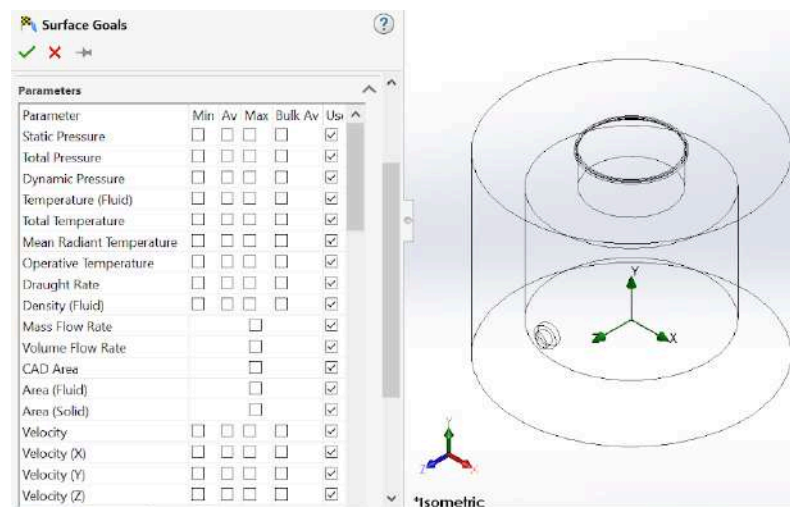 Surface Goals
?
Parameters
Parameter Min Av Max Bulk Av Us
Static Pressure
Total Pressure
Dynamic Pressure
Temperature (Fluid)
Total Temperature
Mean Radiant Temperature
Operative Temperature
Draught Rate
Density (Fluid)
Mass Flow Rate
Volume Flow Rate
CAD Area
Area (Fluid)
Area (Solid)
Velocity
Velocity (X)
Velocity (Y)
Velocity (Z)
Y
Z X
Y
Z X
*Isometric